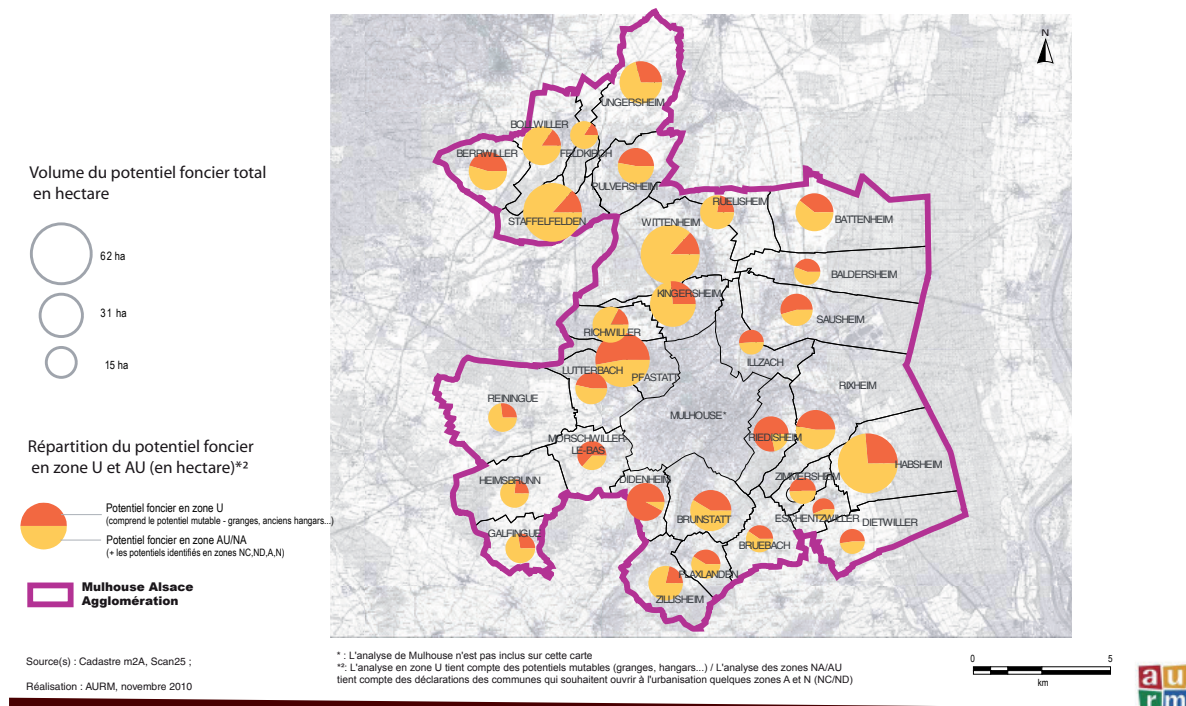 Volume du potentiel foncier total
en hectare
62 ha
31 ha
15 ha
Répartition du potentiel foncier
en zone U et AU (en hectare)*²
Potentiel foncier en zone U
(comprend le potentiel mutable - granges, anciens hangars...)
Potentiel foncier en zone AU/NA
(+ les potentiels identifiés en zones NC,ND,A,N)
Mulhouse Alsace
Agglomération
Source(s) : Cadastre m2A, Scan25 ;
Réalisation : AURM, novembre 2010
N
UNGERSHEIM
BOLLWILLER
BERRWILLER
FELDKIRCH
PULVERSHEIM
STAFFELFELDEN
RUELISHEIM
WITTENHEIM
BATTENHEIM
BALDERSHEIM
KINGERSHEIM
SAUSHEIM
RICHWILLER
ILLZACH
LUTTERBACH
PFASTATT
RIXHEIM
REININGUE
MULHOUSE*
MORSCHWILLER
LE-BAS
RIEDISHEIM
HABSHEIM
HEIMSBRUNN
DIDENHEIM
ZIMMERSHEIM
BRUNSTATT
ESCHENTZWILLER
DIETWILLER
GALFINGUE
BRUEBACH
FLAXLANDEN
ZILLISHEIM
* : L'analyse de Mulhouse n'est pas inclus sur cette carte
*²: L'analyse en zone U tient compte des potentiels mutables (granges, hangars...) / L'analyse des zones NA/AU
tient compte des déclarations des communes qui souhaitent ouvrir à l'urbanisation quelques zones A et N (NC/ND)
0 5
km
au
rm